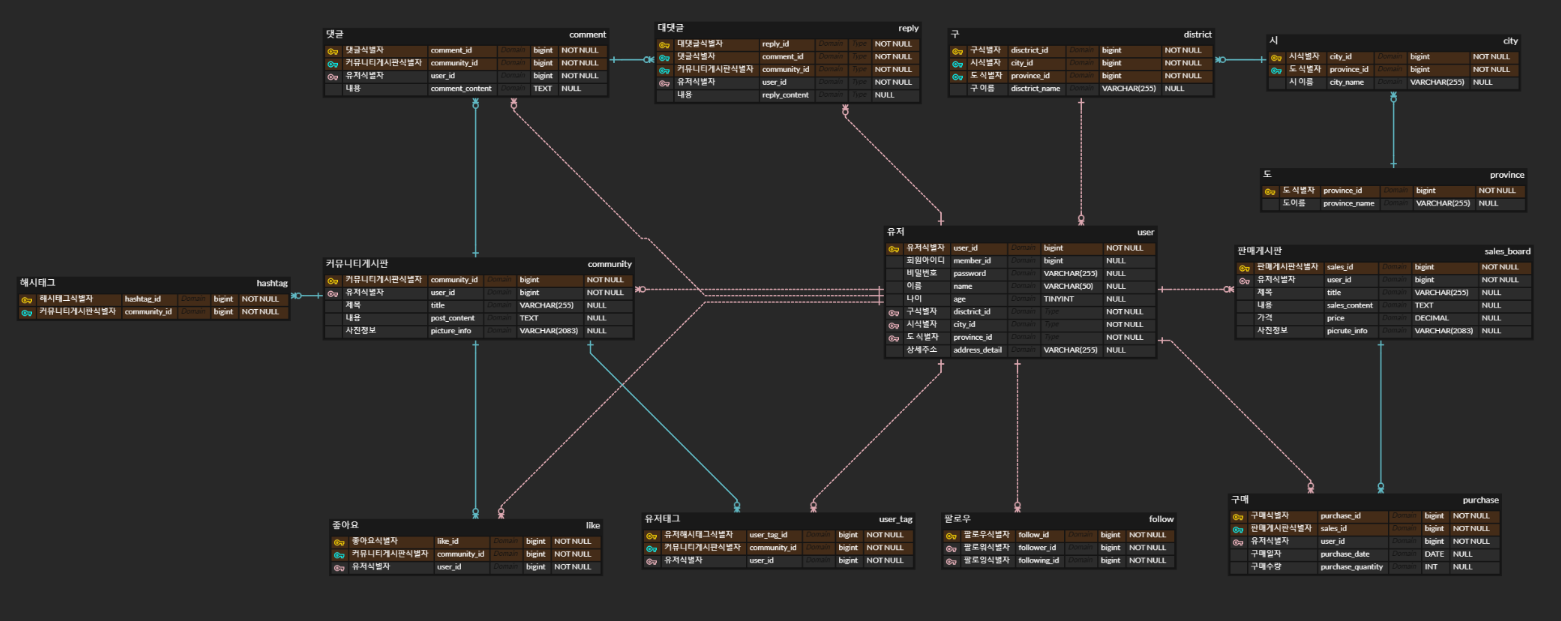 댓글 comment
댓글식별자 comment_id Domain bigint NOT NULL
커뮤니티게시판식별자 community_id Domain bigint NOT NULL
유저식별자 user_id Domain bigint NOT NULL
내용 comment_content Domain TEXT NULL
대댓글 reply
대댓글식별자 reply_id Domain Type NOT NULL
댓글식별자 comment_id Domain Type NOT NULL
커뮤니티게시판식별자 community_id Domain Type NOT NULL
유저식별자 user_id Domain Type NOT NULL
내용 reply_content Domain Type NULL
구 district
구식별자 disctrict_id Domain bigint NOT NULL
시식별자 city_id Domain bigint NOT NULL
도 식별자 province_id Domain bigint NOT NULL
구 이름 disctrict_name Domain VARCHAR(255) NULL
시 city
시식별자 city_id Domain bigint NOT NULL
도 식별자 province_id Domain bigint NOT NULL
시 이름 city_name Domain VARCHAR(255) NULL
도 province
도 식별자 province_id Domain bigint NOT NULL
도이름 province_name Domain VARCHAR(255) NULL
유저 user
유저식별자 user_id Domain bigint NOT NULL
회원아이디 member_id Domain bigint NULL
비밀번호 password Domain VARCHAR(255) NULL
이름 name Domain VARCHAR(50) NULL
나이 age Domain TINYINT NULL
구식별자 disctrict_id Domain Type NOT NULL
시식별자 city_id Domain Type NOT NULL
도 식별자 province_id Domain Type NOT NULL
상세주소 address_detail Domain VARCHAR(255) NULL
판매게시판 sales_board
판매게시판식별자 sales_id Domain bigint NOT NULL
유저식별자 user_id Domain bigint NOT NULL
제목 title Domain VARCHAR(255) NULL
내용 sales_content Domain TEXT NULL
가격 price Domain DECIMAL NULL
사진정보 picrute_info Domain VARCHAR(2083) NULL
해시태그 hashtag
해시태그식별자 hashtag_id Domain bigint NOT NULL
커뮤니티게시판식별자 community_id Domain bigint NOT NULL
커뮤니티게시판 community
커뮤니티게시판식별자 community_id Domain bigint NOT NULL
유저식별자 user_id Domain bigint NOT NULL
제목 title Domain VARCHAR(255) NULL
내용 post_content Domain TEXT NULL
사진정보 picture_info Domain VARCHAR(2083) NULL
좋아요 like
좋아요식별자 like_id Domain bigint NOT NULL
커뮤니티게시판식별자 community_id Domain bigint NOT NULL
유저식별자 user_id Domain bigint NOT NULL
유저태그 user_tag
유저해시태그식별자 user_tag_id Domain bigint NOT NULL
커뮤니티게시판식별자 community_id Domain bigint NOT NULL
유저식별자 user_id Domain bigint NOT NULL
팔로우 follow
팔로우식별자 follow_id Domain bigint NOT NULL
팔로워식별자 follower_id Domain bigint NOT NULL
팔로잉식별자 following_id Domain bigint NOT NULL
구매 purchase
구매식별자 purchase_id Domain bigint NOT NULL
판매게시판식별자 sales_id Domain bigint NOT NULL
유저식별자 user_id Domain bigint NOT NULL
구매일자 purchase_date Domain DATE NULL
구매수량 purchase_quantity Domain INT NULL